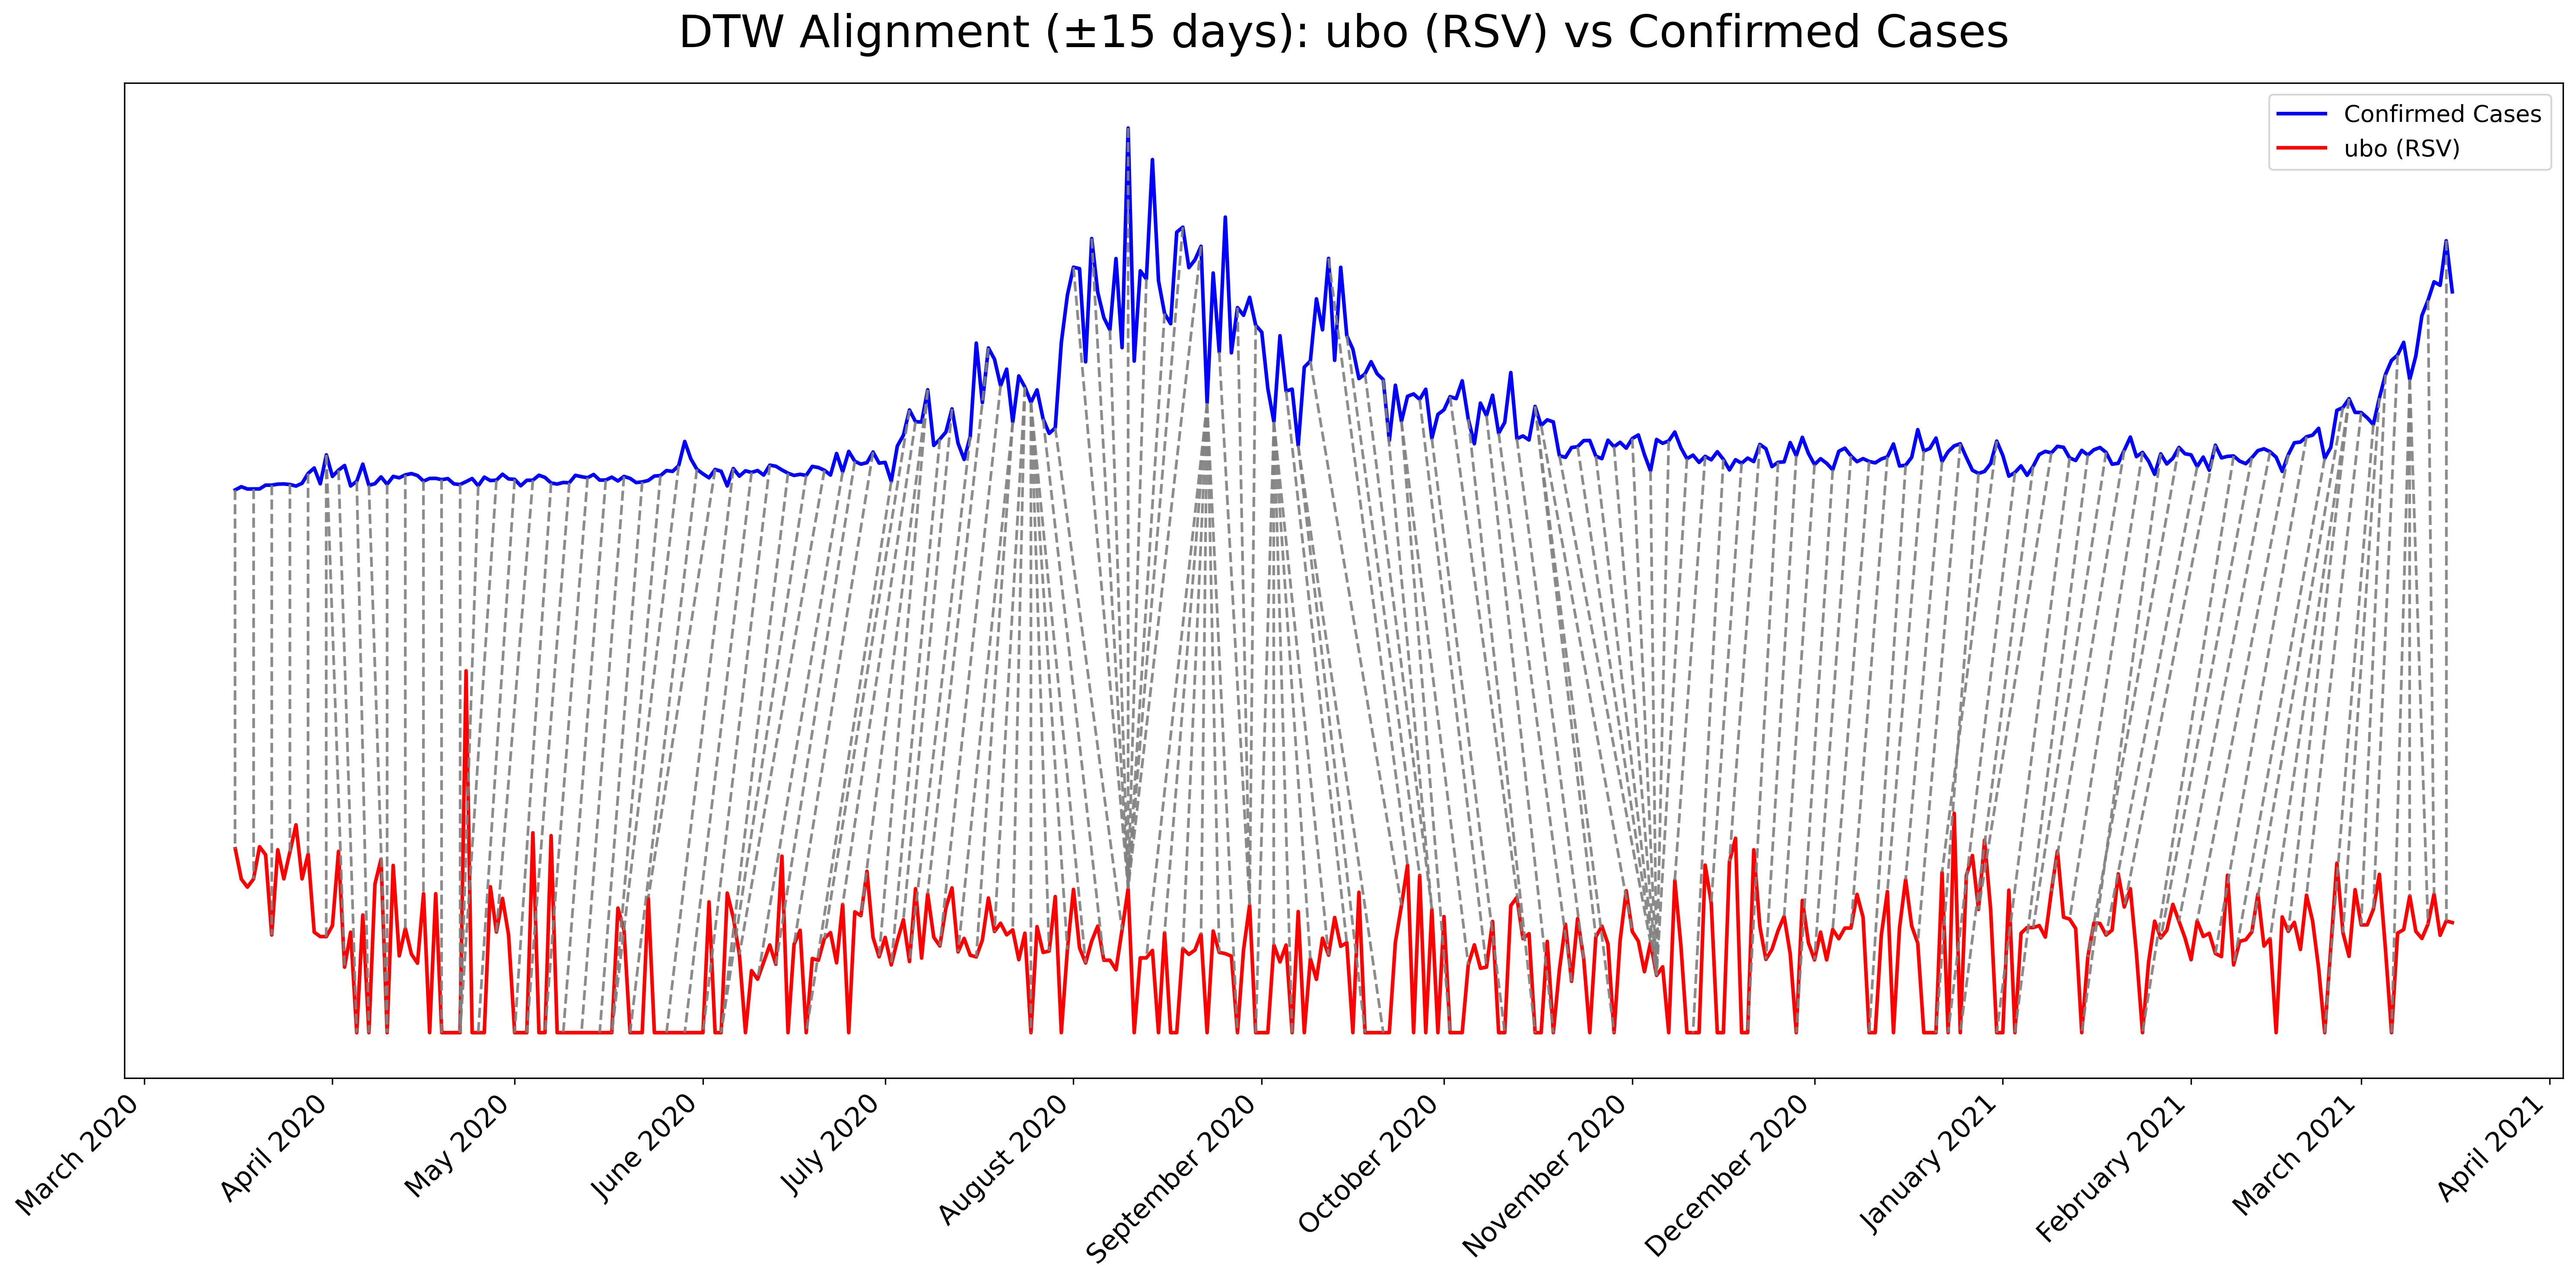 DTW Alignment (±15 days): ubo (RSV) vs Confirmed Cases
Confirmed Cases
ubo (RSV)
March 2020
April 2020
May 2020
June 2020
July 2020
August 2020
September 2020
October 2020
November 2020
December 2020
January 2021
February 2021
March 2021
April 2021